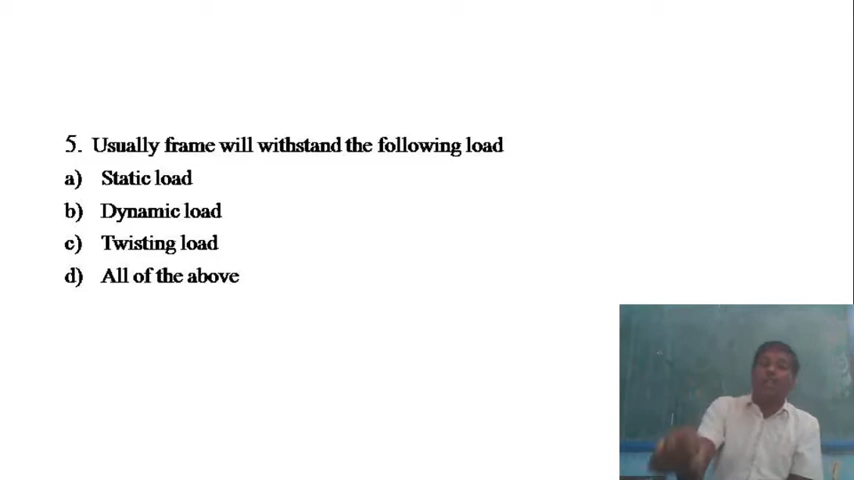 5. Usually frame will withstand the following load
a) Static load
b) Dynamic load
c) Twisting load
d) All of the above